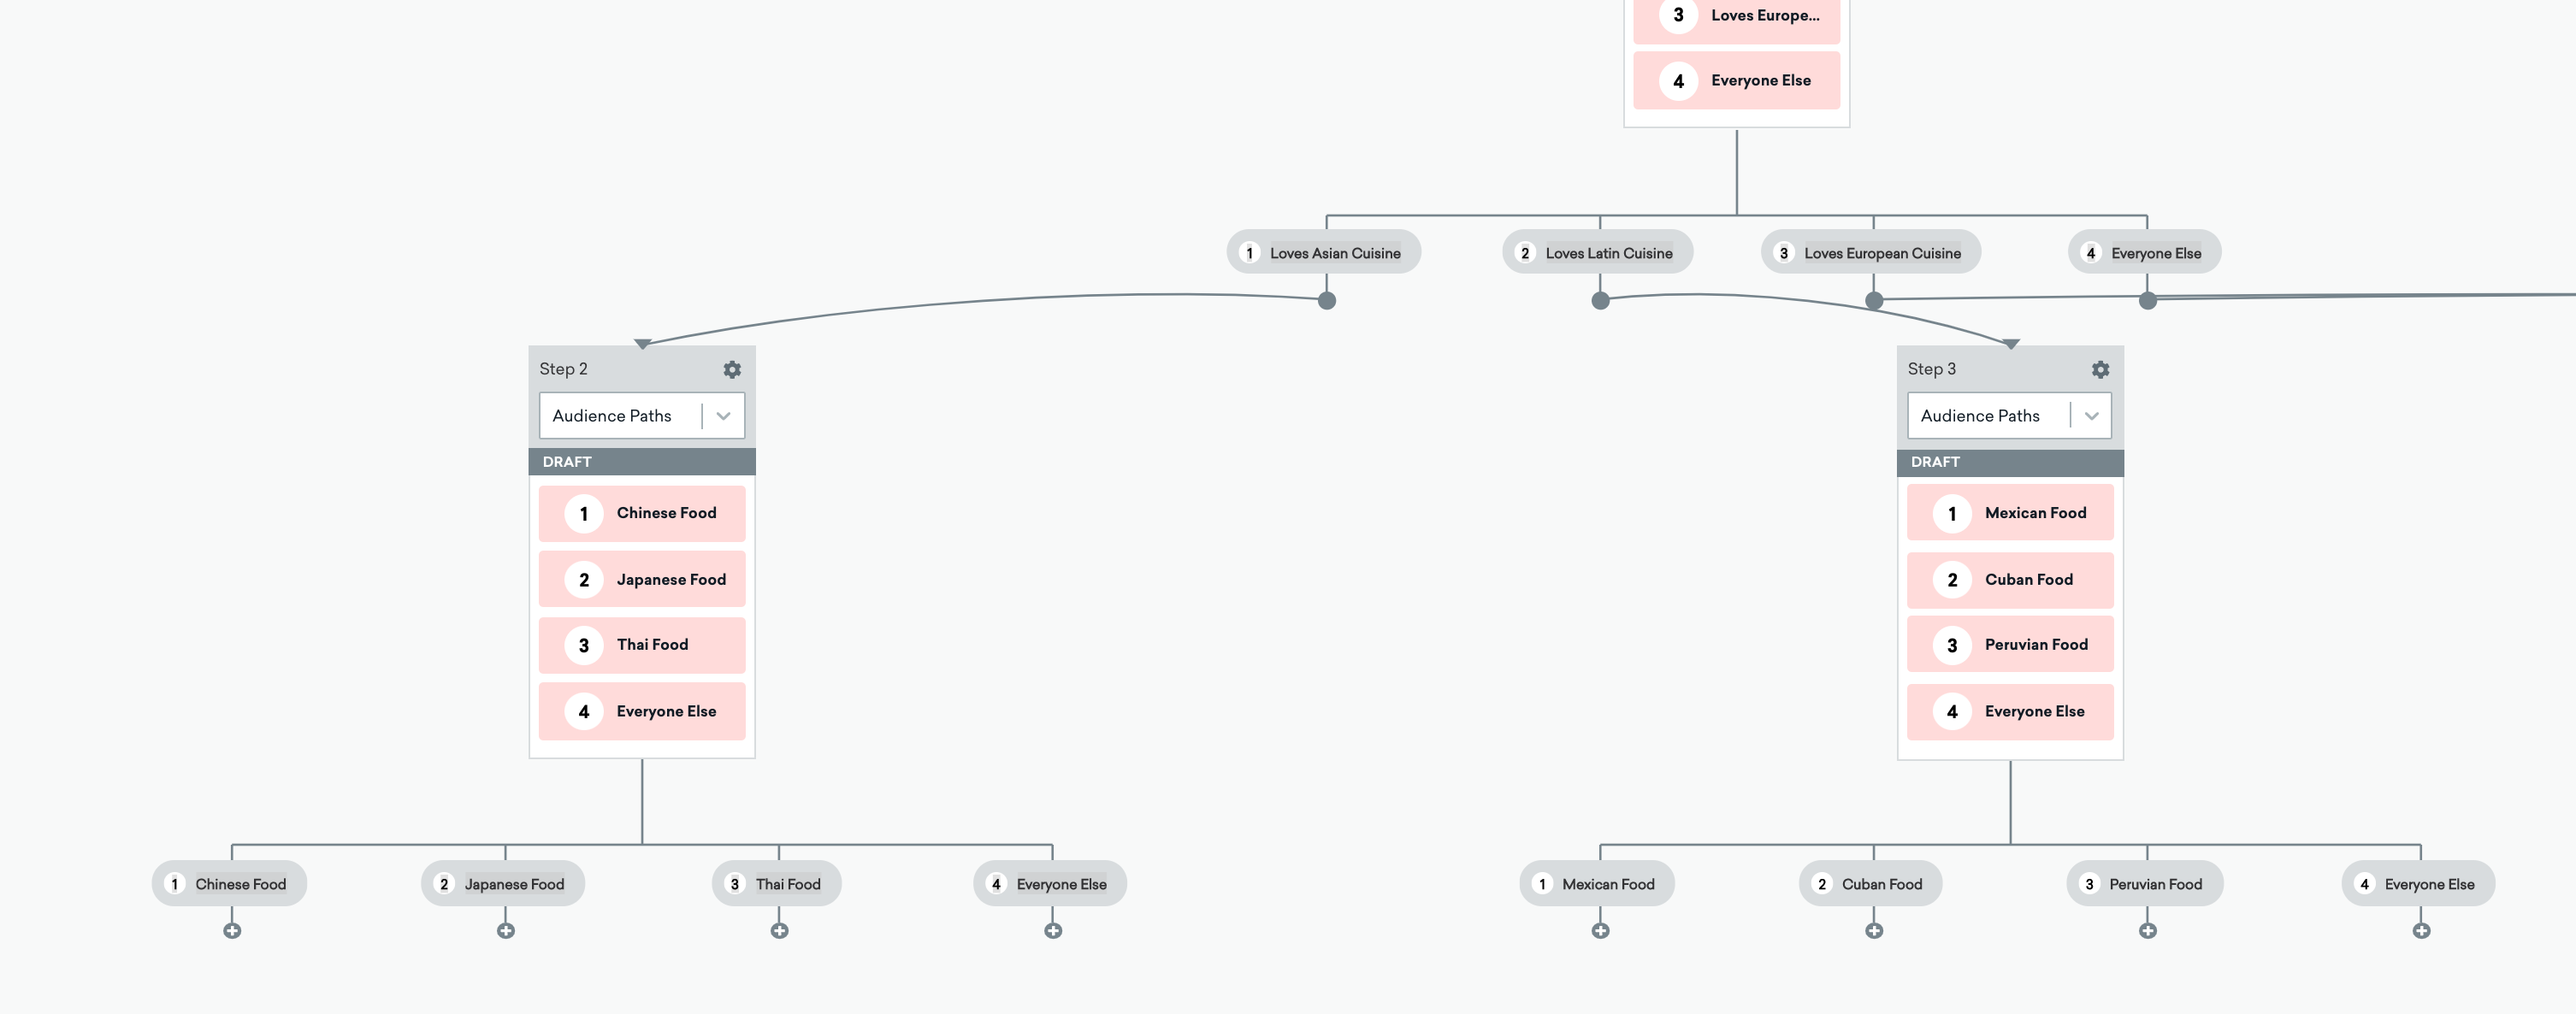 3 Loves Europe...
4 Everyone Else
1 Loves Asian Cuisine
2 Loves Latin Cuisine
3 Loves European Cuisine
4 Everyone Else
Step 2
Audience Paths
DRAFT
1 Chinese Food
2 Japanese Food
3 Thai Food
4 Everyone Else
1 Chinese Food
2 Japanese Food
3 Thai Food
4 Everyone Else
Step 3
Audience Paths
DRAFT
1 Mexican Food
2 Cuban Food
3 Peruvian Food
4 Everyone Else
1 Mexican Food
2 Cuban Food
3 Peruvian Food
4 Everyone Else